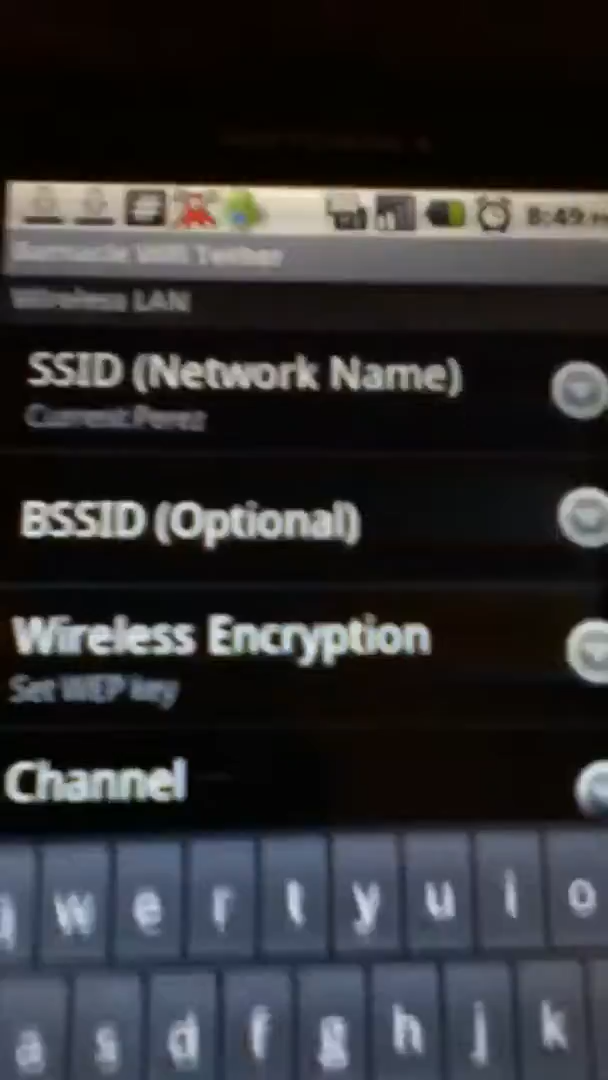 8:49
Barnacle Wifi Tether
Wireless LAN
SSID (Network Name)
Current:Perez
BSSID (Optional)
Wireless Encryption
Set WEP key
Channel
w e r t y u i o
a s d f g h j k